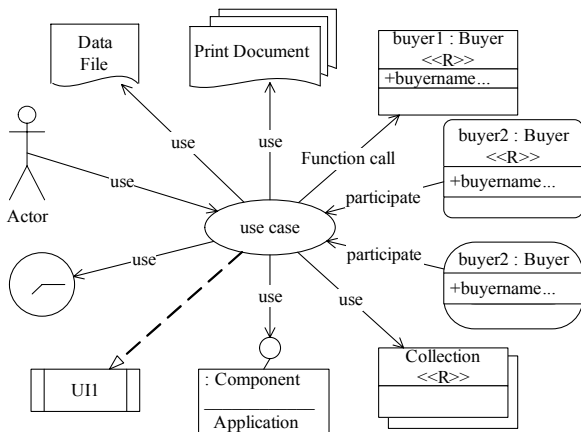 Data
File
Print Document
buyer1 : Buyer
<<R>>
+buyername...
use
use
Function call
buyer2 : Buyer
<<R>>
+buyername...
use
participate
Actor
use case
participate
buyer2 : Buyer
+buyername...
use
use
use
UI1
: Component
Application
Collection
<<R>>